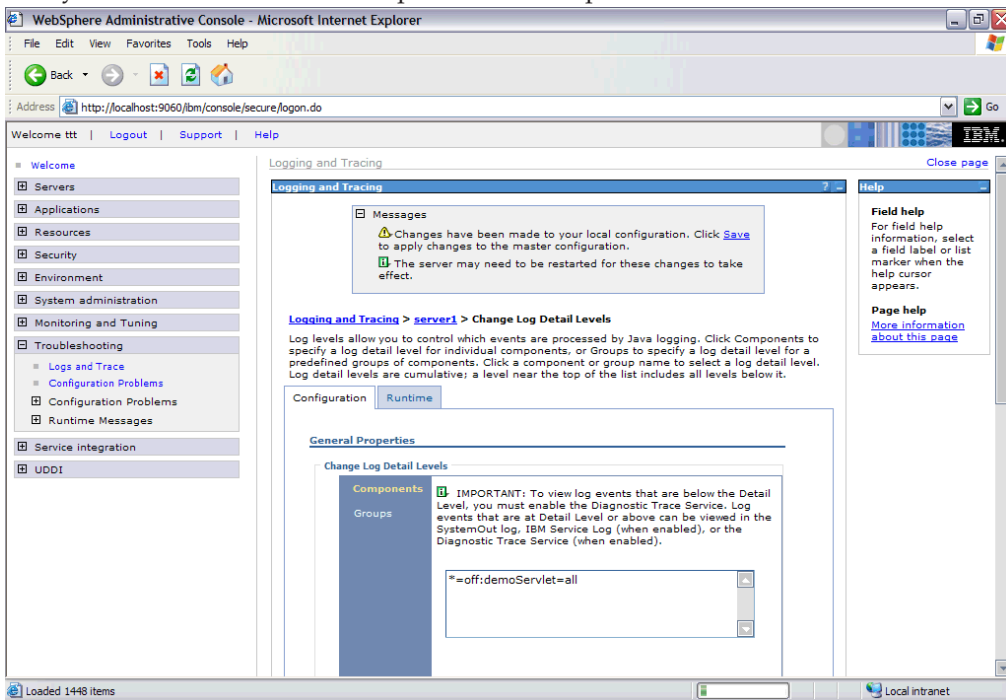 WebSphere Administrative Console - Microsoft Internet Explorer
File Edit View Favorites Tools Help
Back
Address http://localhost:9060/ibm/console/secure/logon.do Go
Welcome ttt | Logout | Support | Help IBM.
Welcome
Servers
Applications
Resources
Security
Environment
System administration
Monitoring and Tuning
Troubleshooting
Logs and Trace
Configuration Problems
Configuration Problems
Runtime Messages
Service integration
UDDI
Logging and Tracing Close page
Logging and Tracing ? -
Messages
Changes have been made to your local configuration. Click Save
to apply changes to the master configuration.
The server may need to be restarted for these changes to take
effect.
Logging and Tracing > server1 > Change Log Detail Levels
Log levels allow you to control which events are processed by Java logging. Click Components to
specify a log detail level for individual components, or Groups to specify a log detail level for a
predefined groups of components. Click a component or group name to select a log detail level.
Log detail levels are cumulative; a level near the top of the list includes all levels below it.
Configuration Runtime
General Properties
Change Log Detail Levels
Components
Groups
IMPORTANT: To view log events that are below the Detail
Level, you must enable the Diagnostic Trace Service. Log
events that are at Detail Level or above can be viewed in the
SystemOut log, IBM Service Log (when enabled), or the
Diagnostic Trace Service (when enabled).
*=off:demoServlet=all
Help -
Field help
For field help
information, select
a field label or list
marker when the
help cursor
appears.
Page help
More information
about this page
Loaded 1448 items Local intranet